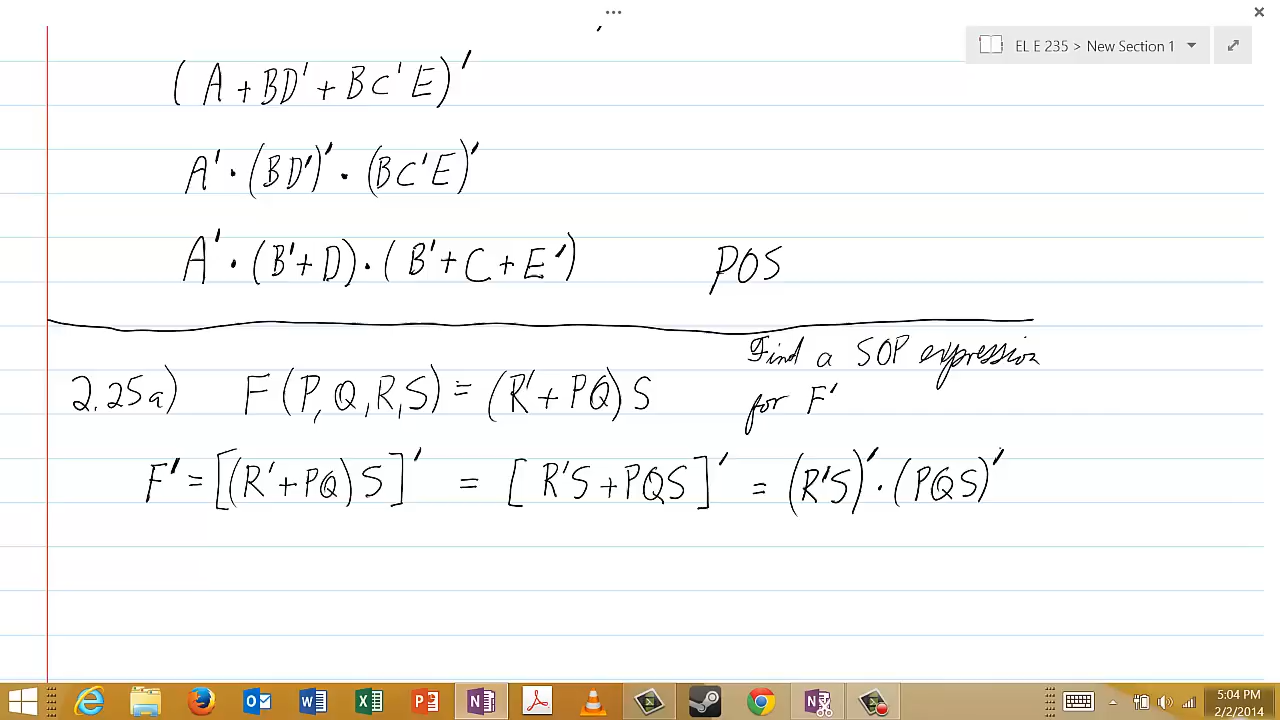 EL E 235 > New Section 1
(A + BD' + BC'E)'
A' · (BD')' · (BC'E)'
A' · (B'+D) · (B'+C+E') POS
Find a SOP expression
2.25a) F(P,Q,R,S) = (R'+PQ)S for F'
F' = [(R'+PQ)S]' = [R'S+PQS]' = (R'S)' · (PQS)'
5:04 PM
2/2/2014